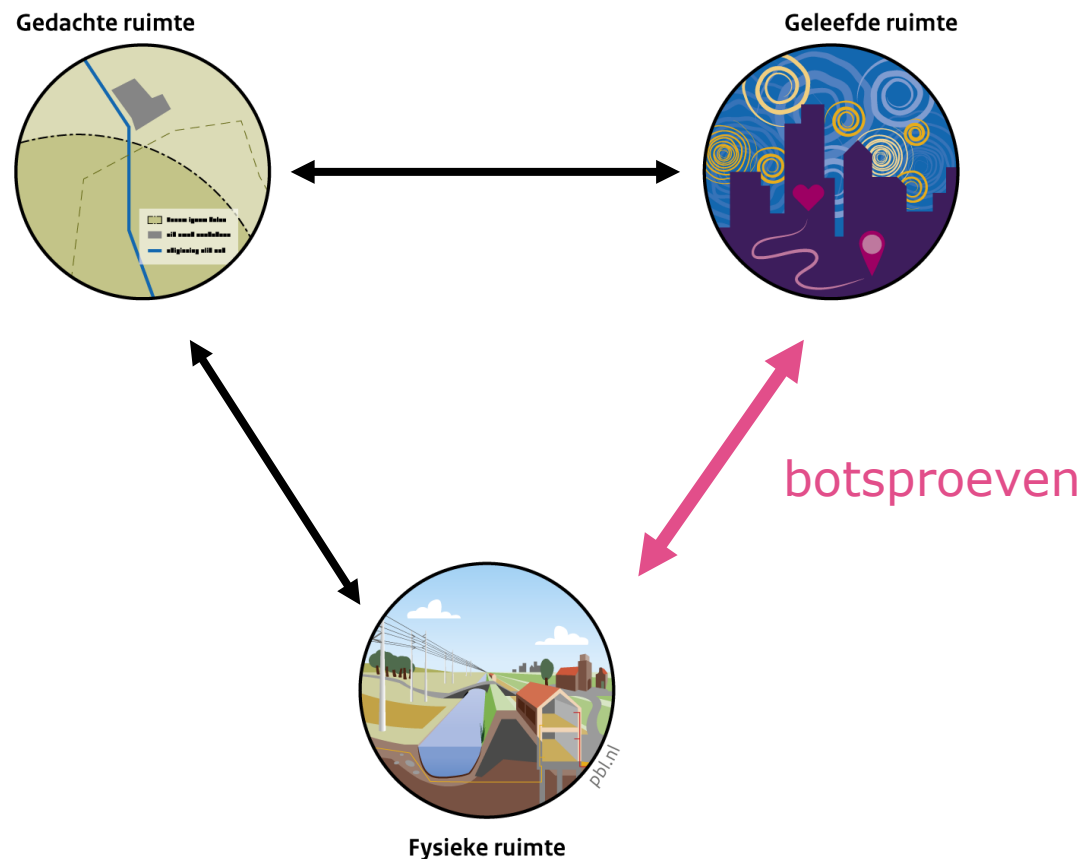 Gedachte ruimte
Geleefde ruimte
botsproeven
pbl.nl
Fysieke ruimte